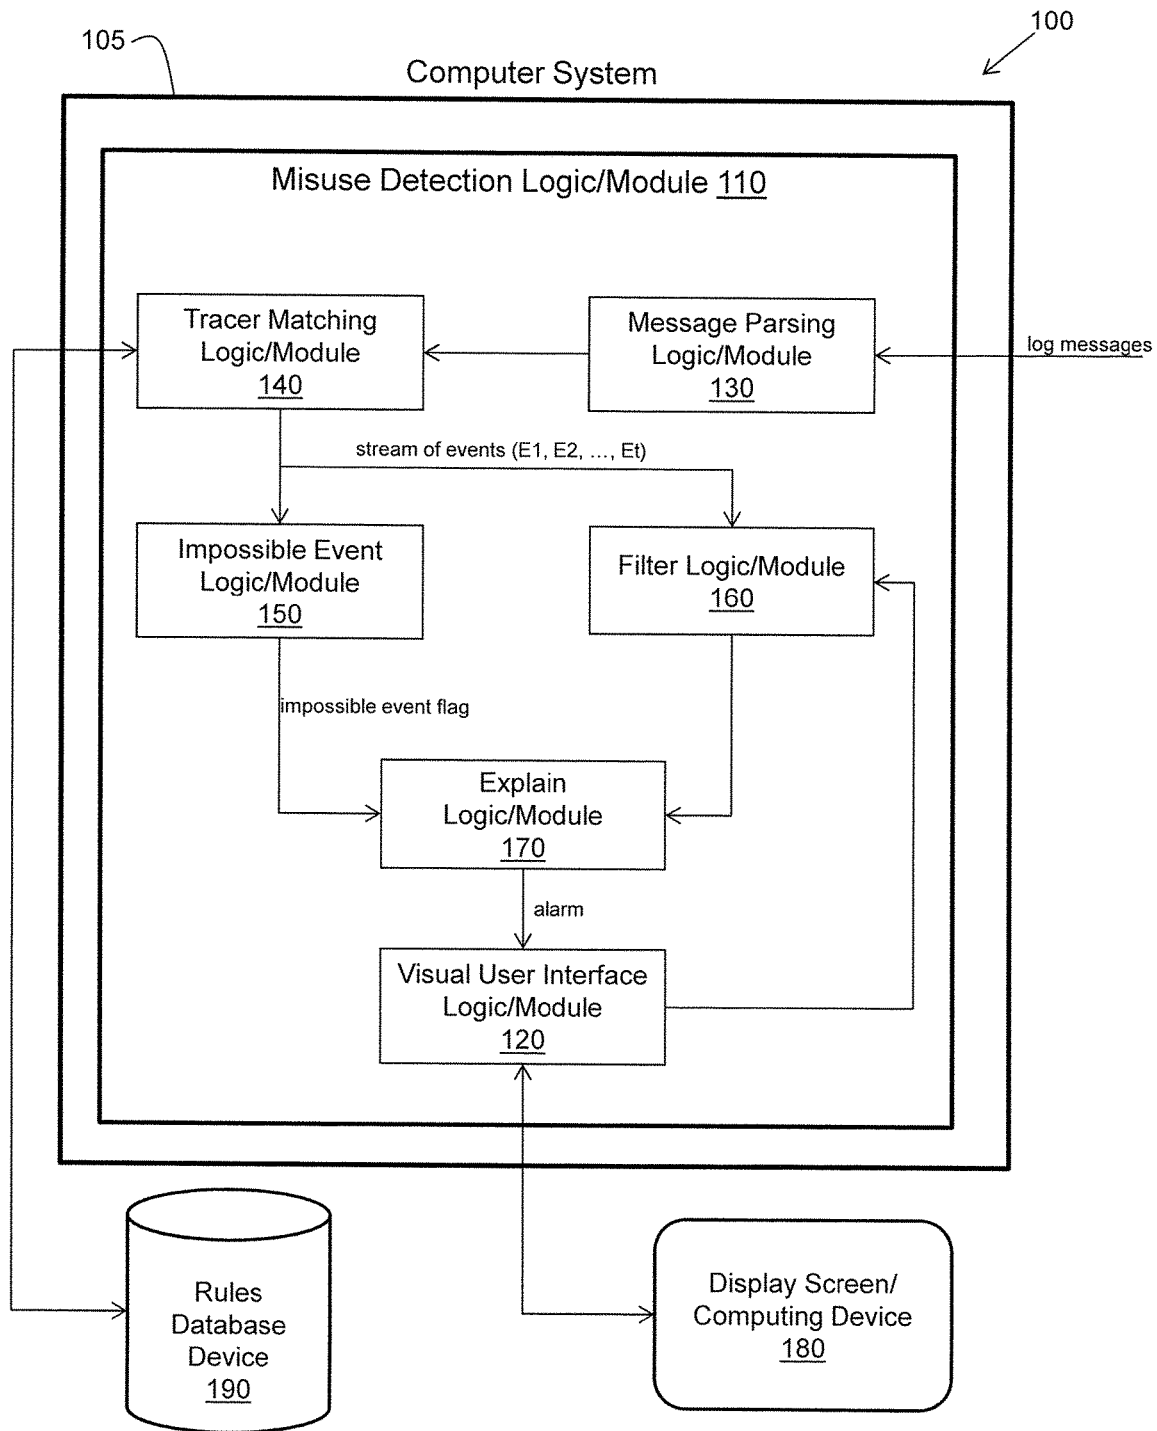 100
105
Computer System
Misuse Detection Logic/Module 110
Tracer Matching
Logic/Module
140
Message Parsing
Logic/Module
130
log messages
stream of events (E1, E2, ..., Et)
Impossible Event
Logic/Module
150
Filter Logic/Module
160
impossible event flag
Explain
Logic/Module
170
alarm
Visual User Interface
Logic/Module
120
Rules
Database
Device
190
Display Screen/
Computing Device
180